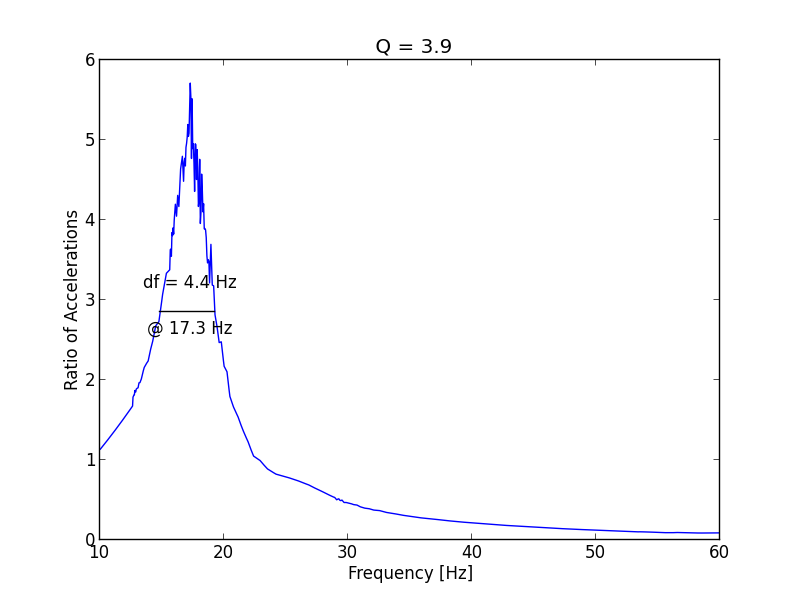 Q = 3.9
6
5
4
3
2
1
0
Ratio of Accelerations
df = 4.4 Hz
@ 17.3 Hz
10
20
30
40
50
60
Frequency [Hz]